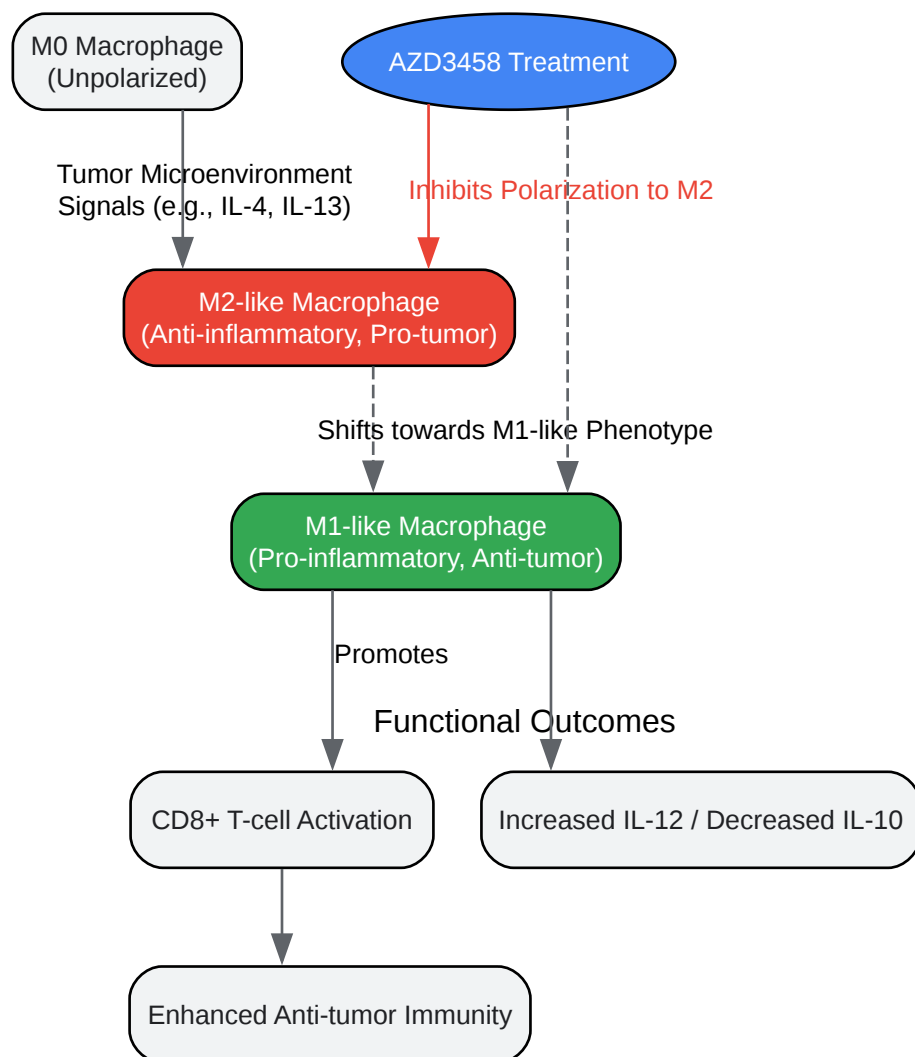 M0 Macrophage
(Unpolarized)
AZD3458 Treatment
Tumor Microenvironment
Signals (e.g., IL-4, IL-13)
Inhibits Polarization to M2
M2-like Macrophage
(Anti-inflammatory, Pro-tumor)
Shifts towards M1-like Phenotype
M1-like Macrophage
(Pro-inflammatory, Anti-tumor)
Promotes
Functional Outcomes
CD8+ T-cell Activation
Increased IL-12 / Decreased IL-10
Enhanced Anti-tumor Immunity